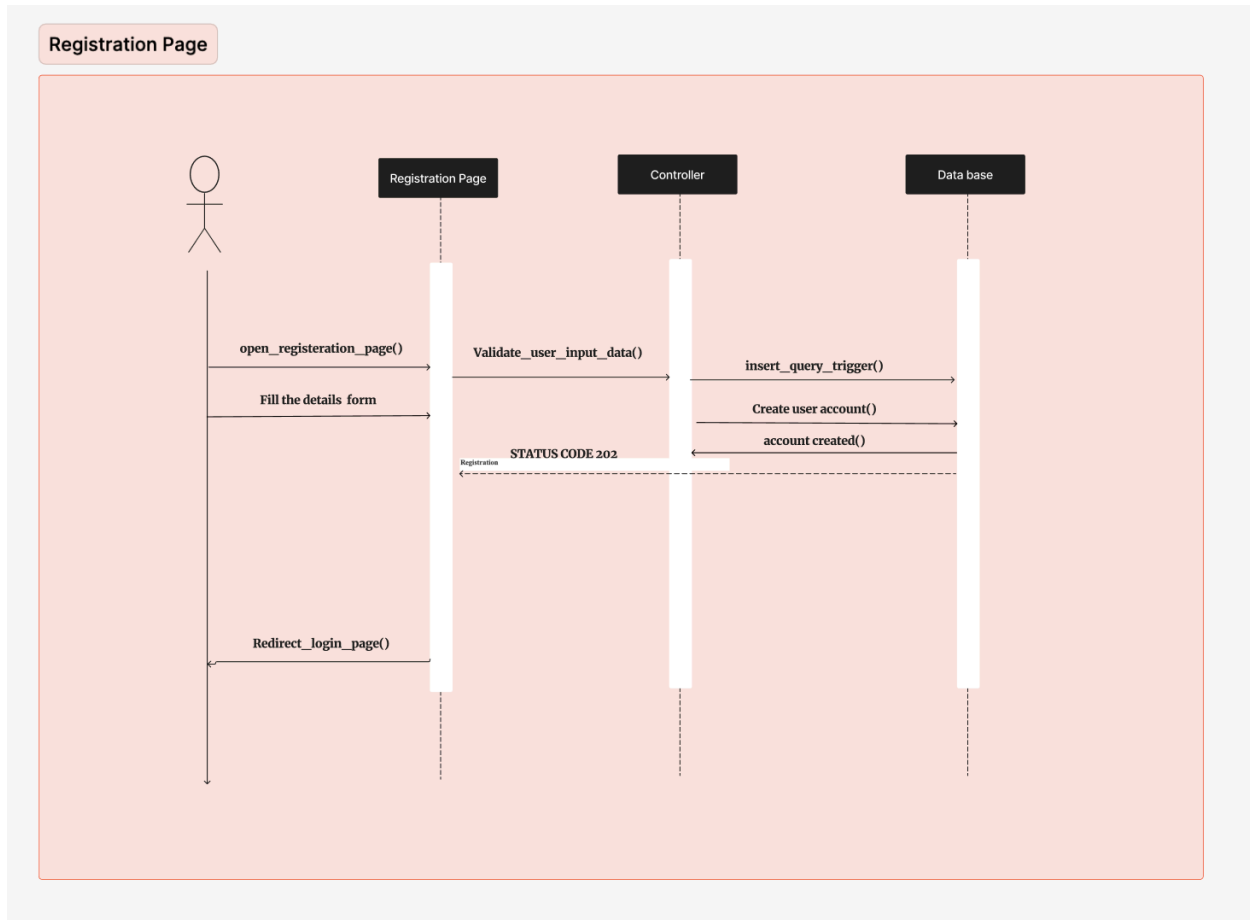 Registration Page
Registration Page
Controller
Data base
open_registeration_page()
Validate_user_input_data()
insert_query_trigger()
Fill the details form
Create user account()
account created()
STATUS CODE 202
Registration
Redirect_login_page()